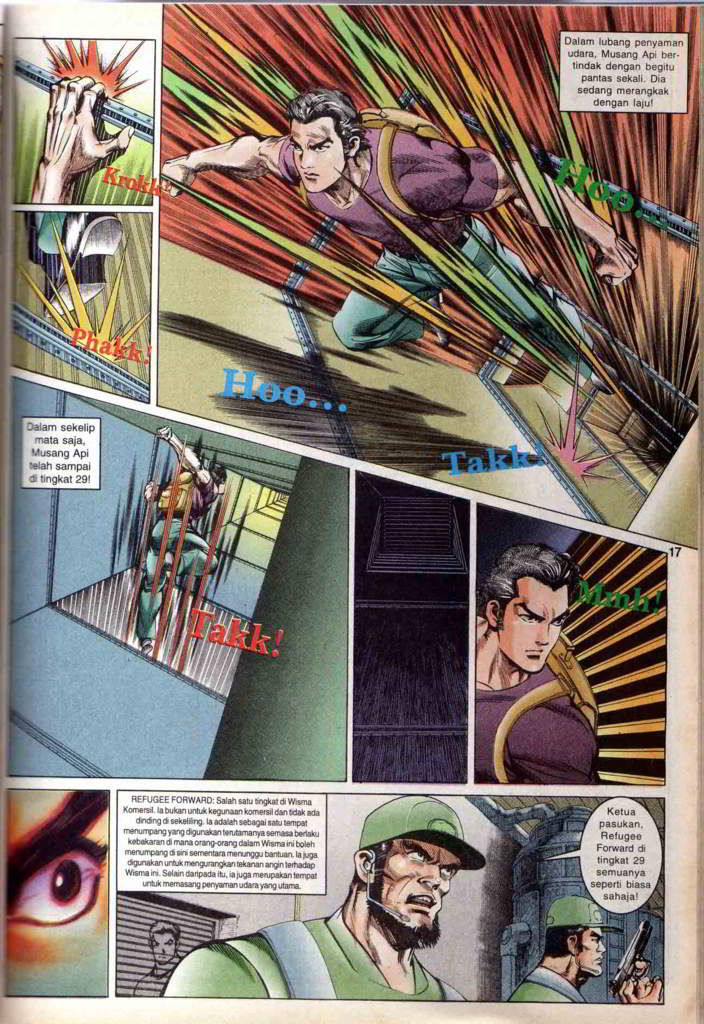 Krokk!
Phakk!
Dalam lubang penyaman
udara, Musang Api ber-
tindak dengan begitu
pantas sekali. Dia
sedang merangkak
dengan laju!
Hoo...
Hoo...
Takk!
Dalam sekelip
mata saja,
Musang Api
telah sampai
di tingkat 29!
Takk!
17
Mmh!
REFUGEE FORWARD: Salah satu tingkat di Wisma
Komersil. Ia bukan untuk kegunaan komersil dan tidak ada
dinding di sekeliling. Ia adalah sebagai satu tempat
menumpang yang digunakan terutamanya semasa berlaku
kebakaran di mana orang-orang dalam Wisma ini boleh
menumpang di sini sementara menunggu bantuan. Ia juga
digunakan untuk mengurangkan tekanan angin terhadap
Wisma ini. Selain daripada itu, ia juga merupakan tempat
untuk memasang penyaman udara yang utama.
Ketua
pasukan,
Refugee
Forward di
tingkat 29
semuanya
seperti biasa
sahaja!